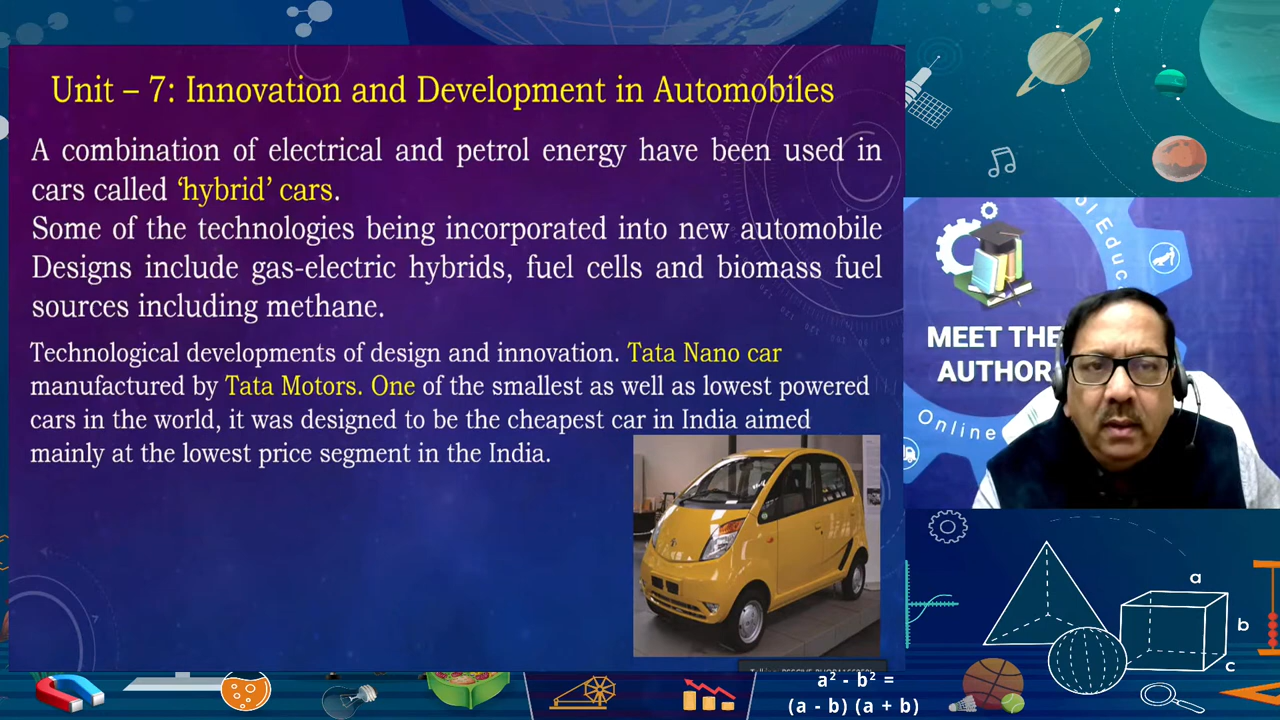 Unit – 7: Innovation and Development in Automobiles
A combination of electrical and petrol energy have been used in
cars called ‘hybrid’ cars.
Some of the technologies being incorporated into new automobile
Designs include gas-electric hybrids, fuel cells and biomass fuel
sources including methane.
Technological developments of design and innovation. Tata Nano car
manufactured by Tata Motors. One of the smallest as well as lowest powered
cars in the world, it was designed to be the cheapest car in India aimed
mainly at the lowest price segment in the India.
MEET THE
AUTHOR
Online
a
b
c
a² - b² =
(a - b) (a + b)